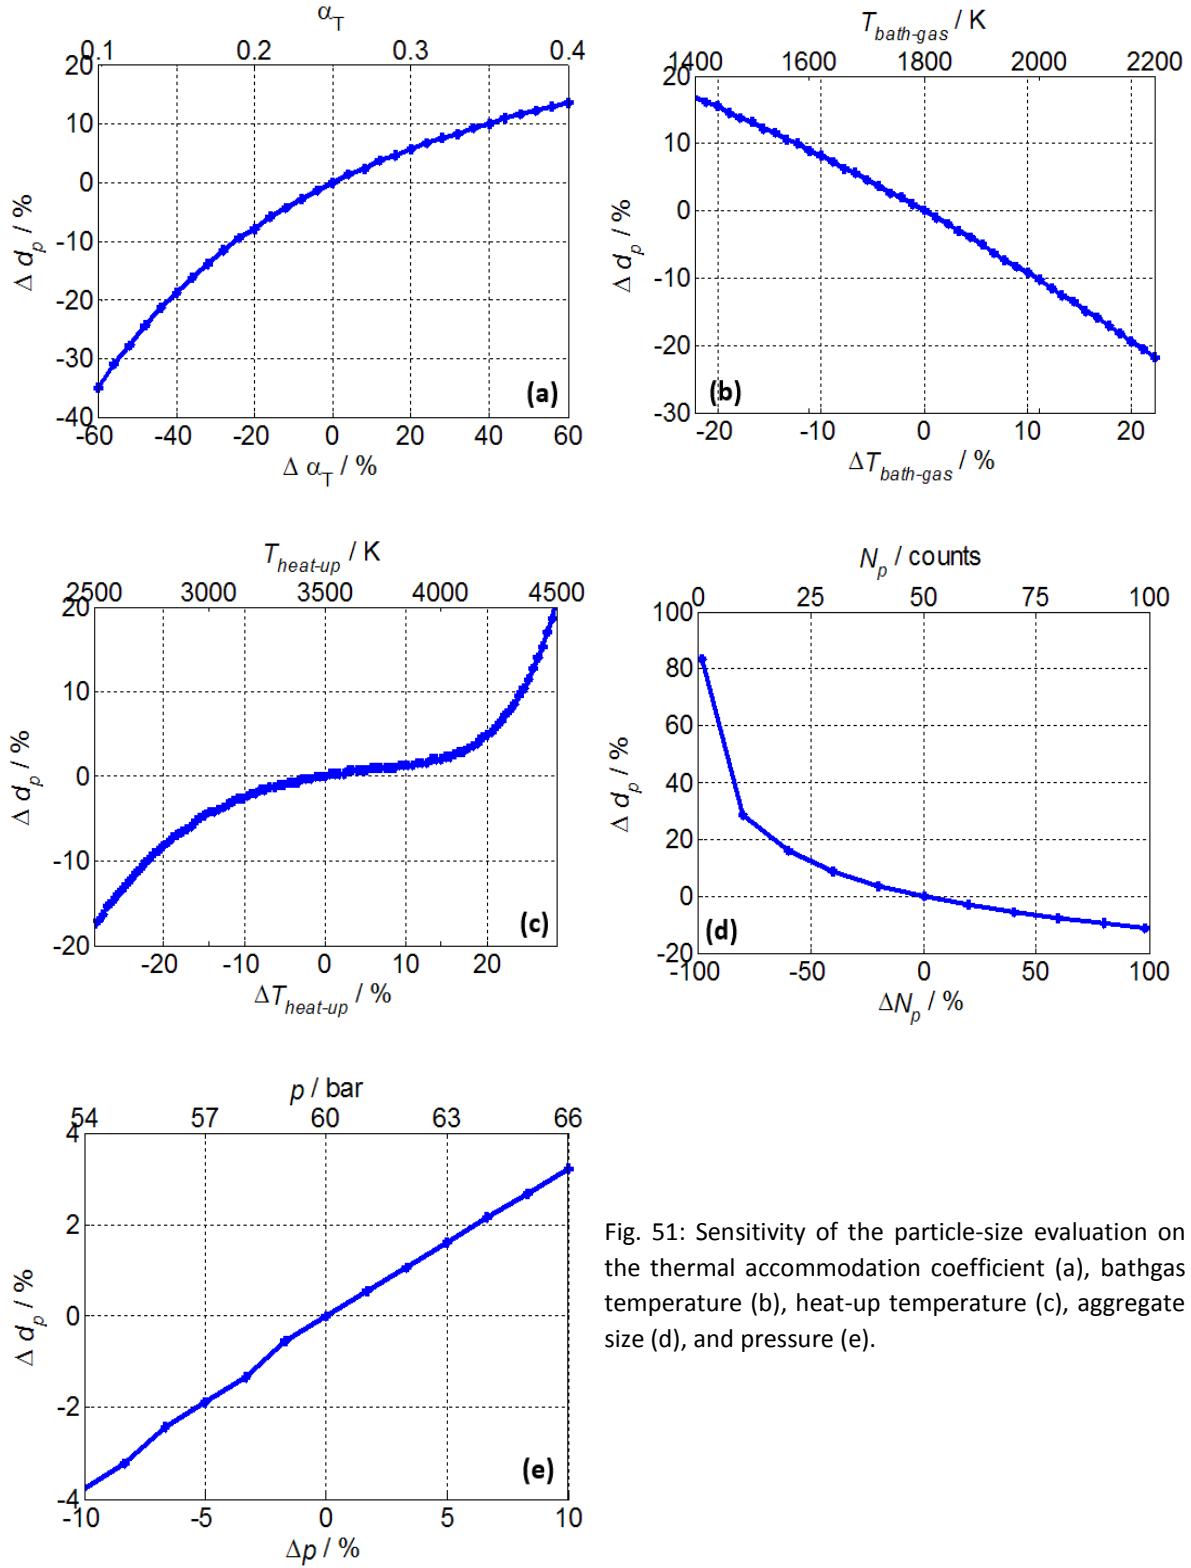 α_T
0.1 0.2 0.3 0.4
20
10
0
-10
-20
-30
-40
Δ d_p / %
(a)
-60 -40 -20 0 20 40 60
Δ α_T / %
T_bath-gas / K
1400 1600 1800 2000 2200
20
10
0
-10
-20
-30
Δ d_p / %
(b)
-20 -10 0 10 20
ΔT_bath-gas / %
T_heat-up / K
2500 3000 3500 4000 4500
20
10
0
-10
-20
Δ d_p / %
(c)
-20 -10 0 10 20
ΔT_heat-up / %
N_p / counts
0 25 50 75 100
100
80
60
40
20
0
-20
Δ d_p / %
(d)
-100 -50 0 50 100
ΔN_p / %
p / bar
54 57 60 63 66
4
2
0
-2
-4
Δ d_p / %
(e)
-10 -5 0 5 10
Δp / %
Fig. 51: Sensitivity of the particle-size evaluation on
the thermal accommodation coefficient (a), bathgas
temperature (b), heat-up temperature (c), aggregate
size (d), and pressure (e).